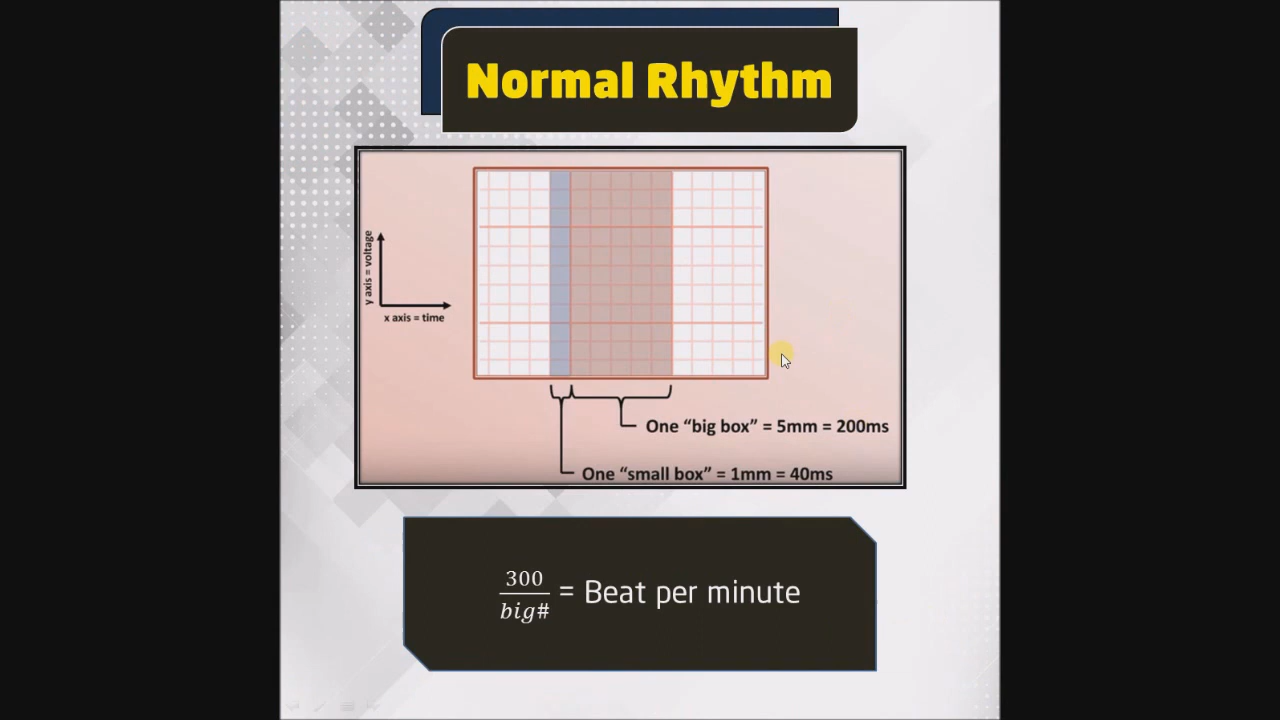 Normal Rhythm
y axis = voltage
x axis = time
One “big box” = 5mm = 200ms
One “small box” = 1mm = 40ms
300
big#
= Beat per minute